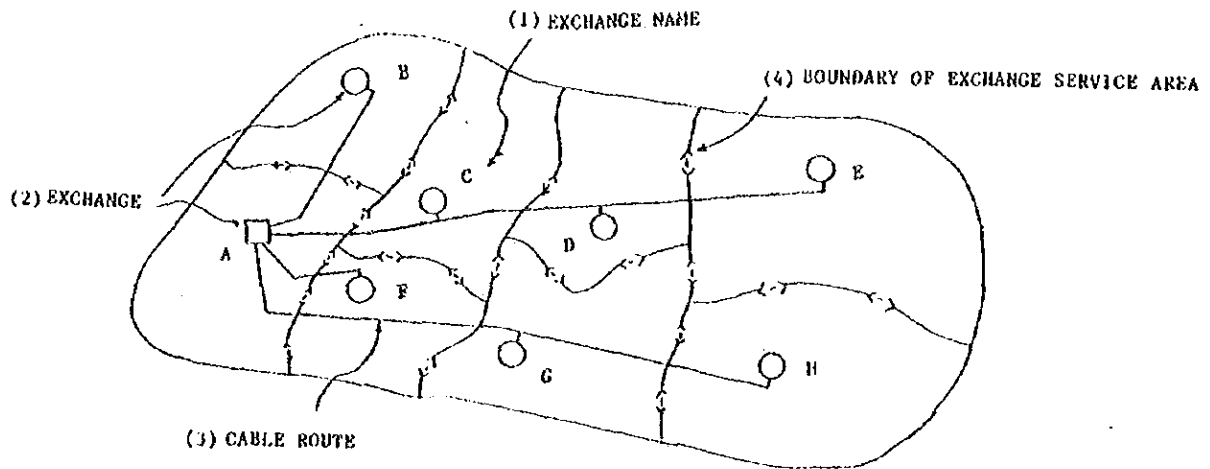 (1) EXCHANGE NAME
B
(4) BOUNDARY OF EXCHANGE SERVICE AREA
C
E
(2) EXCHANGE
A
D
F
G
H
(3) CABLE ROUTE